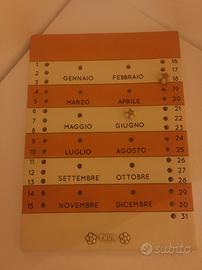 1 16
2 GENNAIO FEBBRAIO 17
3 18
4 19
5 MARZO APRILE 20
6 21
7 22
8 MAGGIO GIUGNO 23
9 24
10 LUGLIO AGOSTO 25
11 26
12 27
13 SETTEMBRE OTTOBRE 28
14 29
15 NOVEMBRE DICEMBRE 30
31
subito